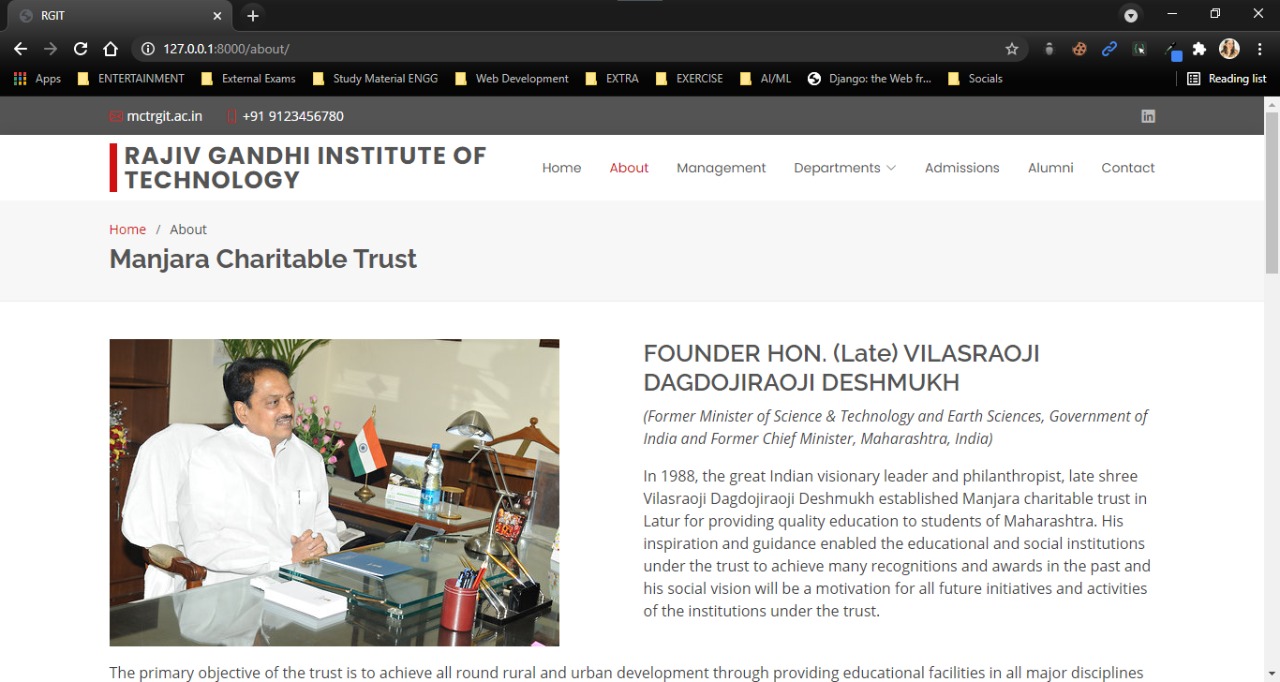 RGIT
127.0.0.1:8000/about/
Apps ENTERTAINMENT External Exams Study Material ENGG Web Development EXTRA EXERCISE AI/ML Django: the Web fr... Socials Reading list
mctrgit.ac.in +91 9123456780
RAJIV GANDHI INSTITUTE OF
TECHNOLOGY
Home About Management Departments Admissions Alumni Contact
Home / About
Manjara Charitable Trust
FOUNDER HON. (Late) VILASRAOJI
DAGDOJIRAOJI DESHMUKH
(Former Minister of Science & Technology and Earth Sciences, Government of
India and Former Chief Minister, Maharashtra, India)
In 1988, the great Indian visionary leader and philanthropist, late shree
Vilasraoji Dagdojiraoji Deshmukh established Manjara charitable trust in
Latur for providing quality education to students of Maharashtra. His
inspiration and guidance enabled the educational and social institutions
under the trust to achieve many recognitions and awards in the past and
his social vision will be a motivation for all future initiatives and activities
of the institutions under the trust.
The primary objective of the trust is to achieve all round rural and urban development through providing educational facilities in all major disciplines